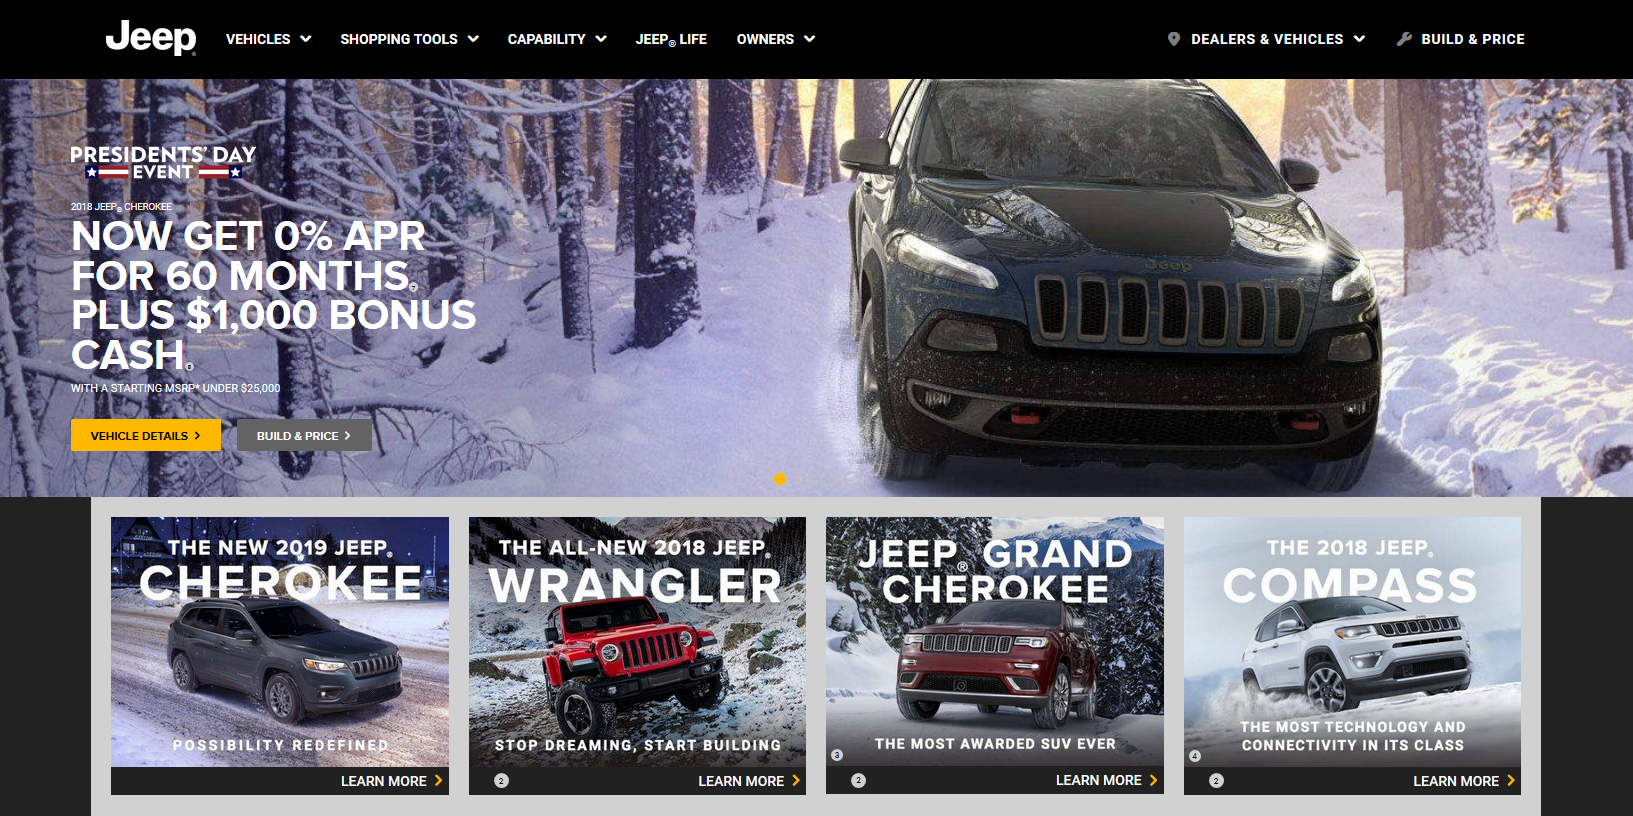 Jeep®
VEHICLES
SHOPPING TOOLS
CAPABILITY
JEEP® LIFE
OWNERS
DEALERS & VEHICLES
BUILD & PRICE
PRESIDENTS' DAY
EVENT
2018 JEEP® CHEROKEE
NOW GET 0% APR
FOR 60 MONTHS
PLUS $1,000 BONUS
CASH
WITH A STARTING MSRP* UNDER $25,000
VEHICLE DETAILS
BUILD & PRICE
Jeep
THE NEW 2019 JEEP®
CHEROKEE
POSSIBILITY REDEFINED
LEARN MORE
THE ALL-NEW 2018 JEEP®
WRANGLER
STOP DREAMING, START BUILDING
2
LEARN MORE
JEEP® GRAND
CHEROKEE
THE MOST AWARDED SUV EVER
3
2
LEARN MORE
THE 2018 JEEP®
COMPASS
THE MOST TECHNOLOGY AND
CONNECTIVITY IN ITS CLASS
4
2
LEARN MORE